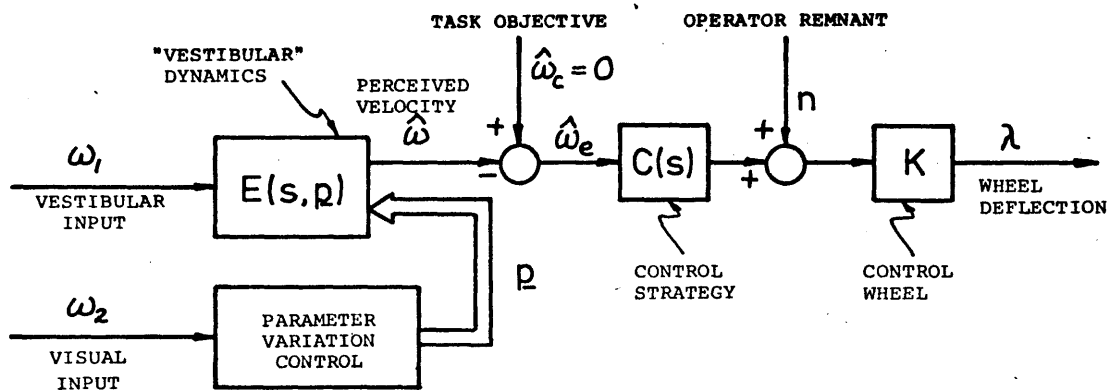 TASK OBJECTIVE
OPERATOR REMNANT
"VESTIBULAR"
DYNAMICS
PERCEIVED
VELOCITY
ω̂
ω̂c = 0
n
ω1
VESTIBULAR
INPUT
E(s,p)
+
−
ω̂e
C(s)
+
+
K
λ
WHEEL
DEFLECTION
p
CONTROL
STRATEGY
CONTROL
WHEEL
ω2
VISUAL
INPUT
PARAMETER
VARIATION
CONTROL